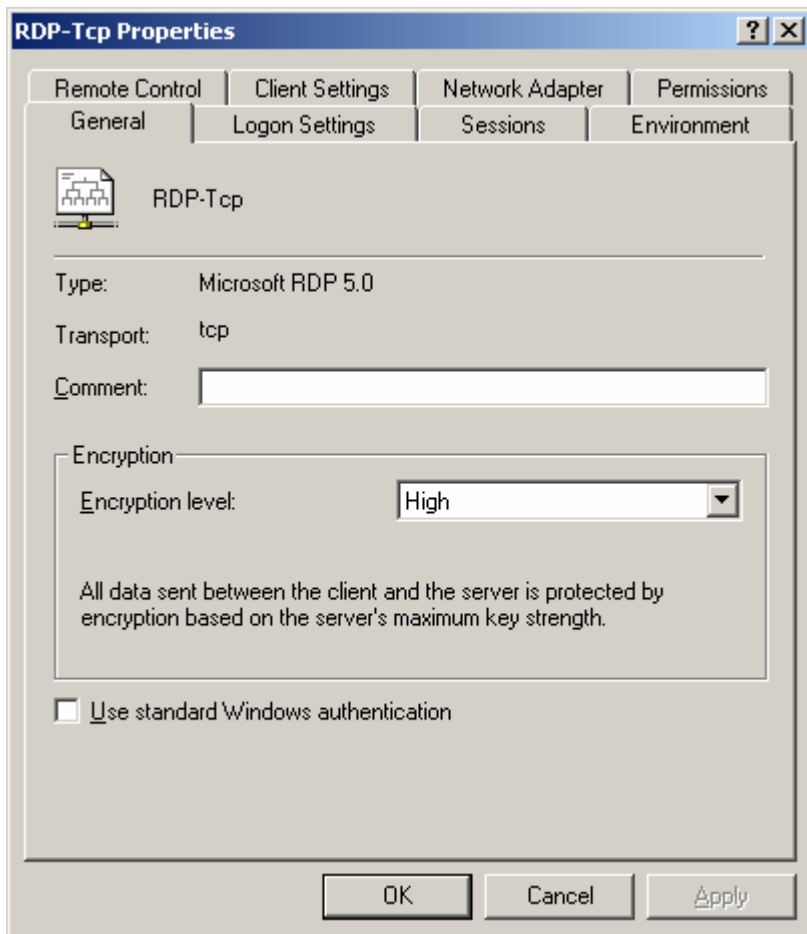 RDP-Tcp Properties
Remote Control Client Settings Network Adapter Permissions
General Logon Settings Sessions Environment
RDP-Tcp
Type: Microsoft RDP 5.0
Transport: tcp
Comment:
Encryption
Encryption level: High
All data sent between the client and the server is protected by
encryption based on the server's maximum key strength.
Use standard Windows authentication
OK Cancel Apply